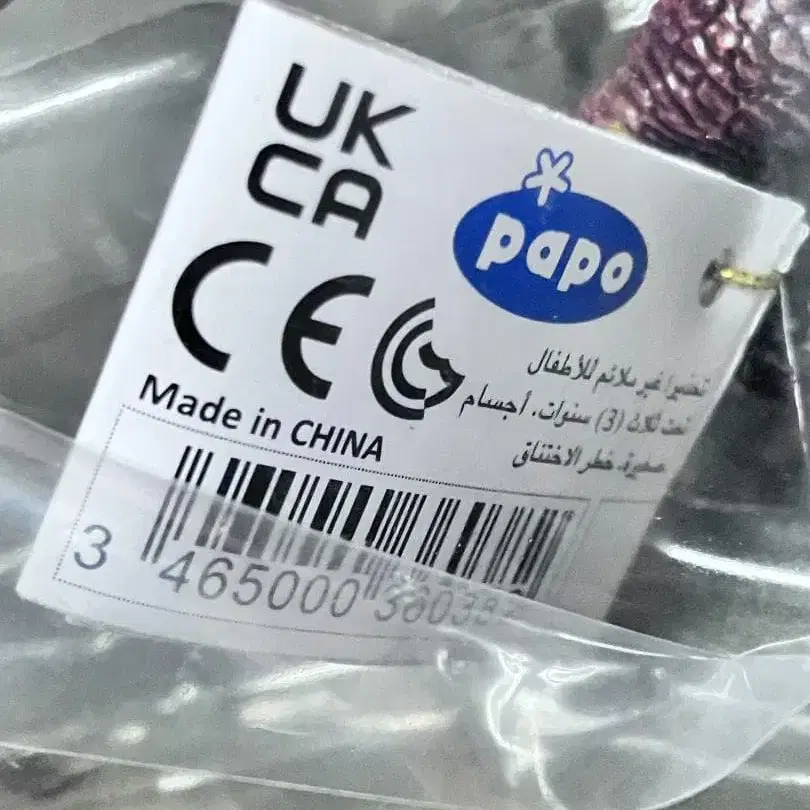 UK
CA
papo
CE
تحذير! غير ملائم للأطفال
تحت ثلاث (3) سنوات. أجسام
صغيرة. خطر الاختناق
Made in CHINA
3 465000